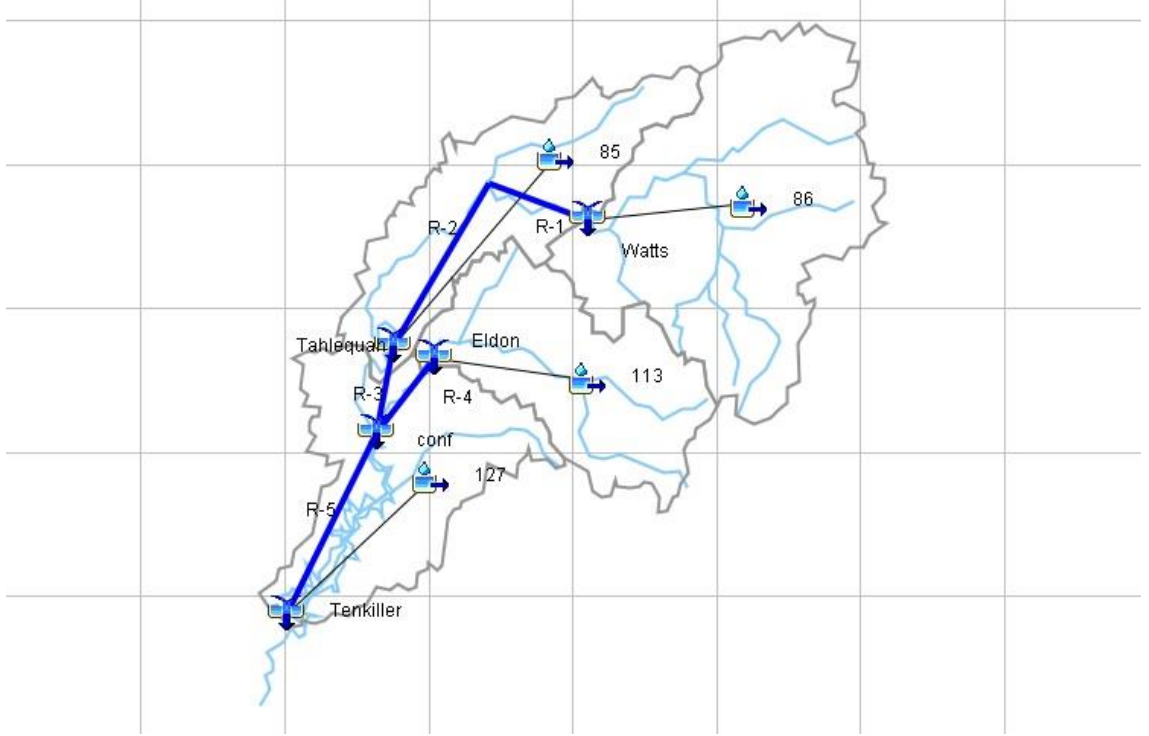 85
86
R-2
R-1
Watts
Tahlequah
Eldon
113
R-3
R-4
conf
127
R-5
Tenkiller